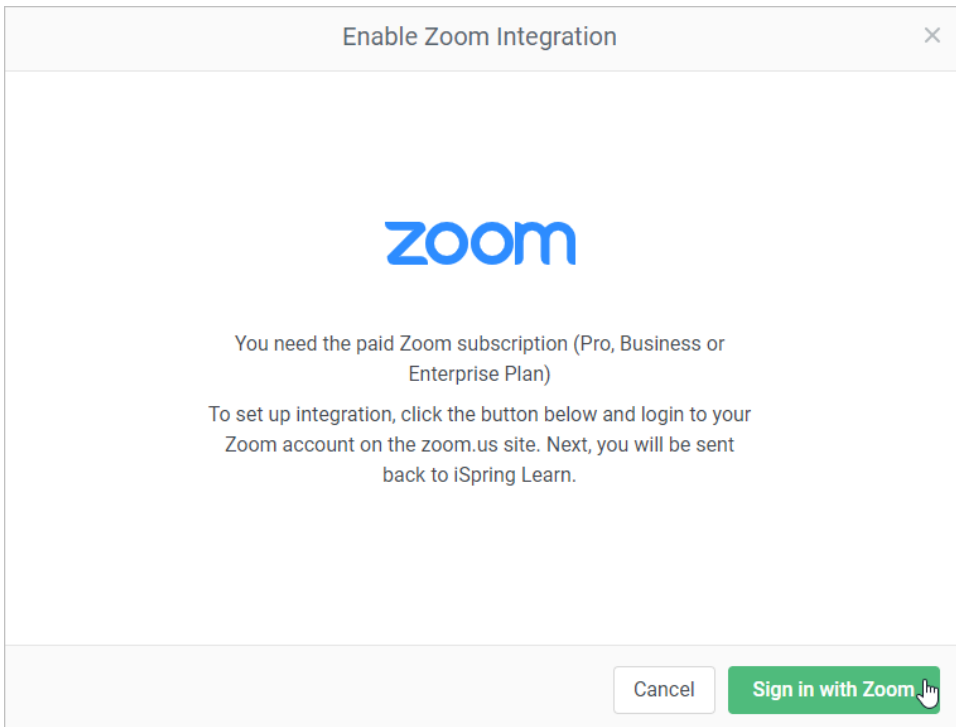 Enable Zoom Integration
zoom
You need the paid Zoom subscription (Pro, Business or
Enterprise Plan)
To set up integration, click the button below and login to your
Zoom account on the zoom.us site. Next, you will be sent
back to iSpring Learn.
Cancel
Sign in with Zoom